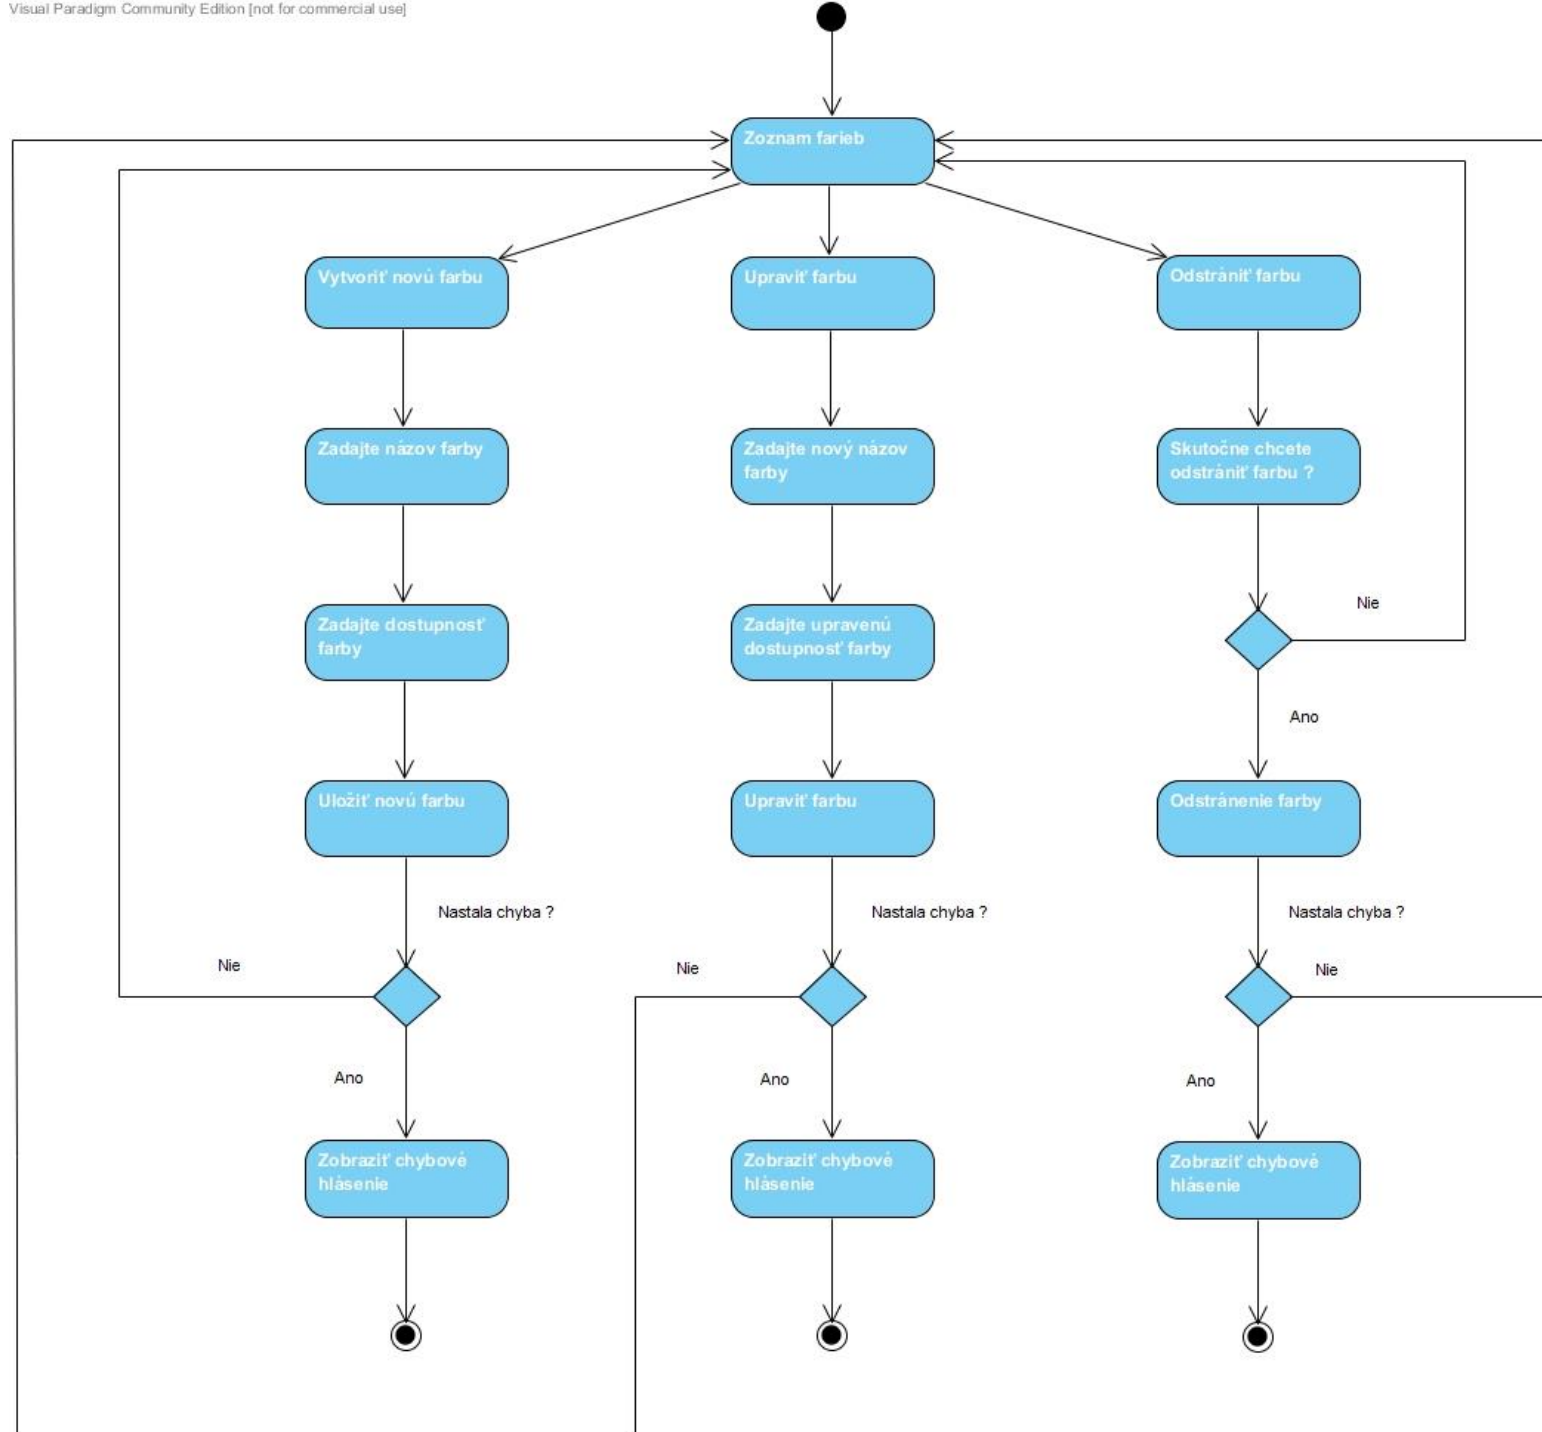 Visual Paradigm Community Edition [not for commercial use]
Zoznam farieb
Vytvoriť novú farbu
Upraviť farbu
Odstrániť farbu
Zadajte názov farby
Zadajte nový názov
farby
Skutočne chcete
odstrániť farbu ?
Zadajte dostupnosť
farby
Zadajte upravenú
dostupnosť farby
Nie
Ano
Uložiť novú farbu
Upraviť farbu
Odstránenie farby
Nastala chyba ?
Nastala chyba ?
Nastala chyba ?
Nie
Nie
Nie
Ano
Ano
Ano
Zobraziť chybové
hlásenie
Zobraziť chybové
hlásenie
Zobraziť chybové
hlásenie